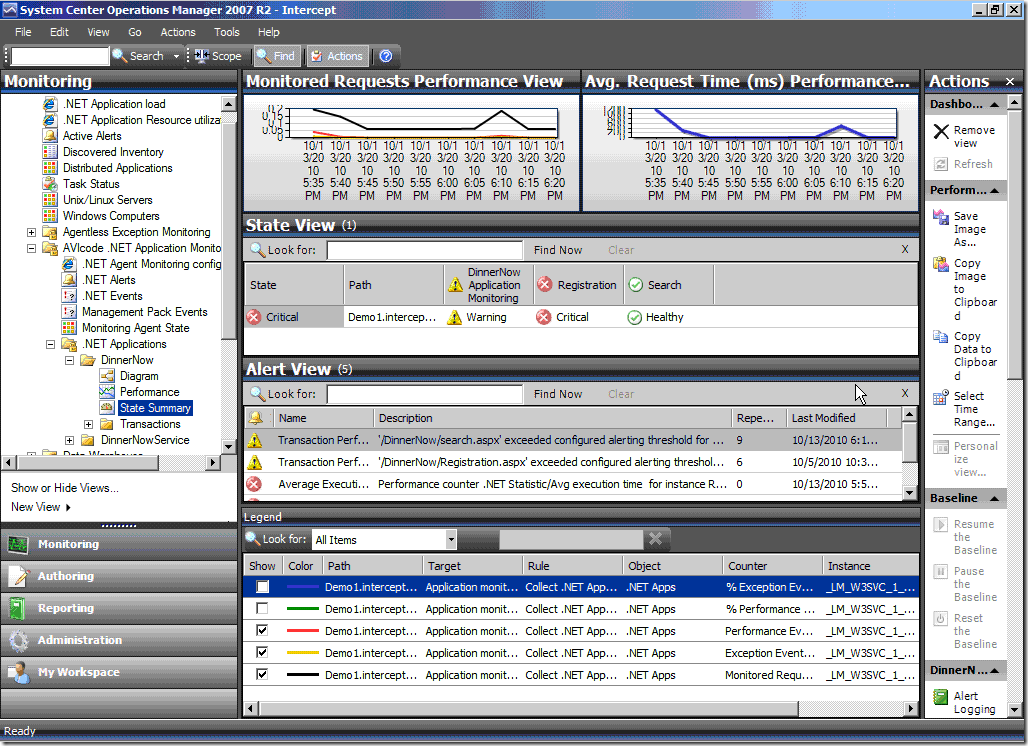 System Center Operations Manager 2007 R2 - Intercept
File Edit View Go Actions Tools Help
Search Scope Find Actions
Monitoring
.NET Application load
.NET Application Resource utiliza
Active Alerts
Discovered Inventory
Distributed Applications
Task Status
Unix/Linux Servers
Windows Computers
Agentless Exception Monitoring
AVIcode .NET Application Monito
.NET Agent Monitoring config
.NET Alerts
.NET Events
Management Pack Events
Monitoring Agent State
.NET Applications
DinnerNow
Diagram
Performance
State Summary
Transactions
DinnerNowService
Show or Hide Views...
New View
Monitoring
Authoring
Reporting
Administration
My Workspace
Monitored Requests Performance View
10/1 10/1 10/1 10/1 10/1 10/1 10/1 10/1 10/1 10/1
3/20 3/20 3/20 3/20 3/20 3/20 3/20 3/20 3/20 3/20
10 10 10 10 10 10 10 10 10 10
5:35 5:40 5:45 5:50 5:55 6:00 6:05 6:10 6:15 6:20
PM PM PM PM PM PM PM PM PM PM
Avg. Request Time (ms) Performance...
10/1 10/1 10/1 10/1 10/1 10/1 10/1 10/1 10/1 10/1
3/20 3/20 3/20 3/20 3/20 3/20 3/20 3/20 3/20 3/20
10 10 10 10 10 10 10 10 10 10
5:35 5:40 5:45 5:50 5:55 6:00 6:05 6:10 6:15 6:20
PM PM PM PM PM PM PM PM PM PM
State View (1)
Look for: Find Now Clear X
State Path DinnerNow Application Monitoring Registration Search
Critical Demo1.intercep... Warning Critical Healthy
Alert View (5)
Look for: Find Now Clear X
Name Description Repe... Last Modified
Transaction Perf... '/DinnerNow/search.aspx' exceeded configured alerting threshold for ... 9 10/13/2010 6:1...
Transaction Perf... '/DinnerNow/Registration.aspx' exceeded configured alerting threshol... 6 10/5/2010 10:3...
Average Executi... Performance counter .NET Statistic/Avg execution time for instance R... 0 10/13/2010 5:5...
Legend
Look for: All Items
Show Color Path Target Rule Object Counter Instance
Demo1.intercept... Application monit... Collect .NET App... .NET Apps % Exception Ev... _LM_W3SVC_1_...
Demo1.intercept... Application monit... Collect .NET App... .NET Apps % Performance ... _LM_W3SVC_1_...
Demo1.intercept... Application monit... Collect .NET App... .NET Apps Performance Ev... _LM_W3SVC_1_...
Demo1.intercept... Application monit... Collect .NET App... .NET Apps Exception Event... _LM_W3SVC_1_...
Demo1.intercept... Application monit... Collect .NET App... .NET Apps Monitored Requ... _LM_W3SVC_1_...
Actions
Dashbo...
Remove
view
Refresh
Perform...
Save
Image
As...
Copy
Image
to
Clipboar
d
Copy
Data to
Clipboar
d
Select
Time
Range...
Personal
ize
view...
Baseline
Resume
the
Baseline
Pause
the
Baseline
Reset
the
Baseline
DinnerN...
Alert
Logging
Ready